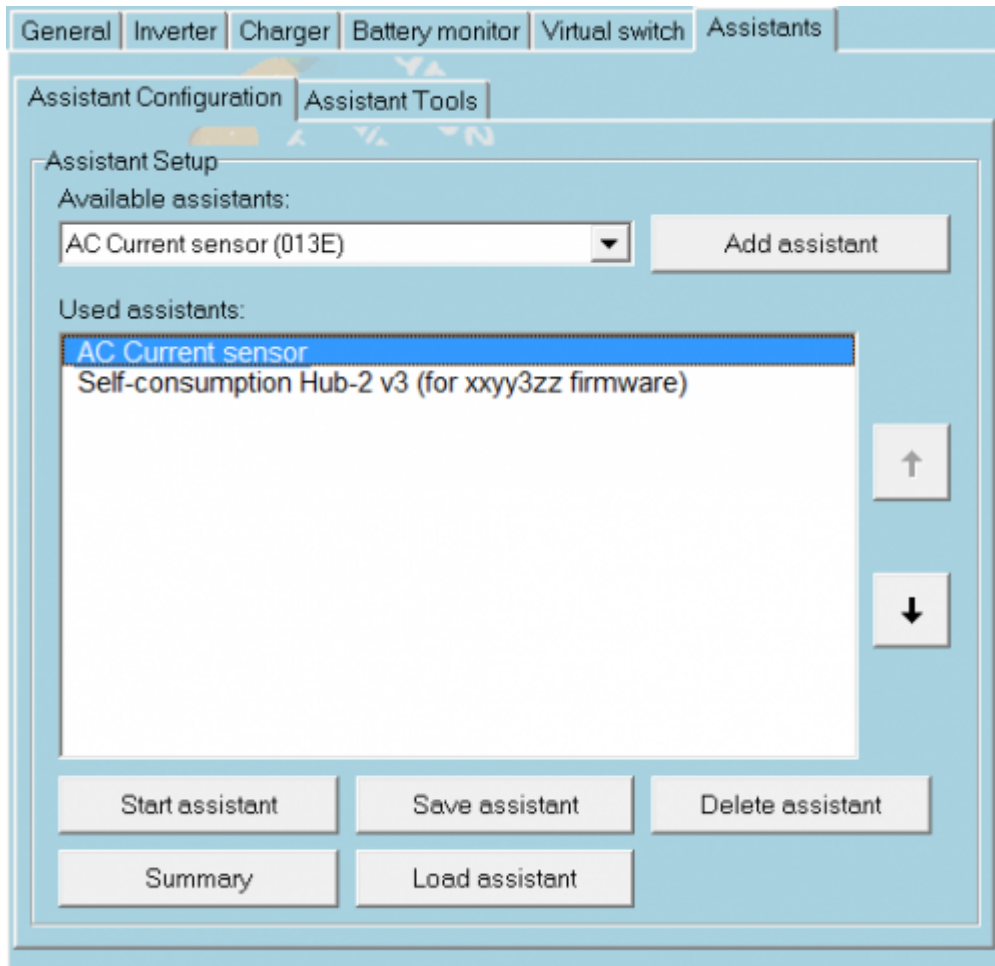 General Inverter Charger Battery monitor Virtual switch Assistants
Assistant Configuration Assistant Tools
Assistant Setup
Available assistants:
AC Current sensor (013E) Add assistant
Used assistants:
AC Current sensor
Self-consumption Hub-2 v3 (for xxyy3zz firmware)
Start assistant Save assistant Delete assistant
Summary Load assistant